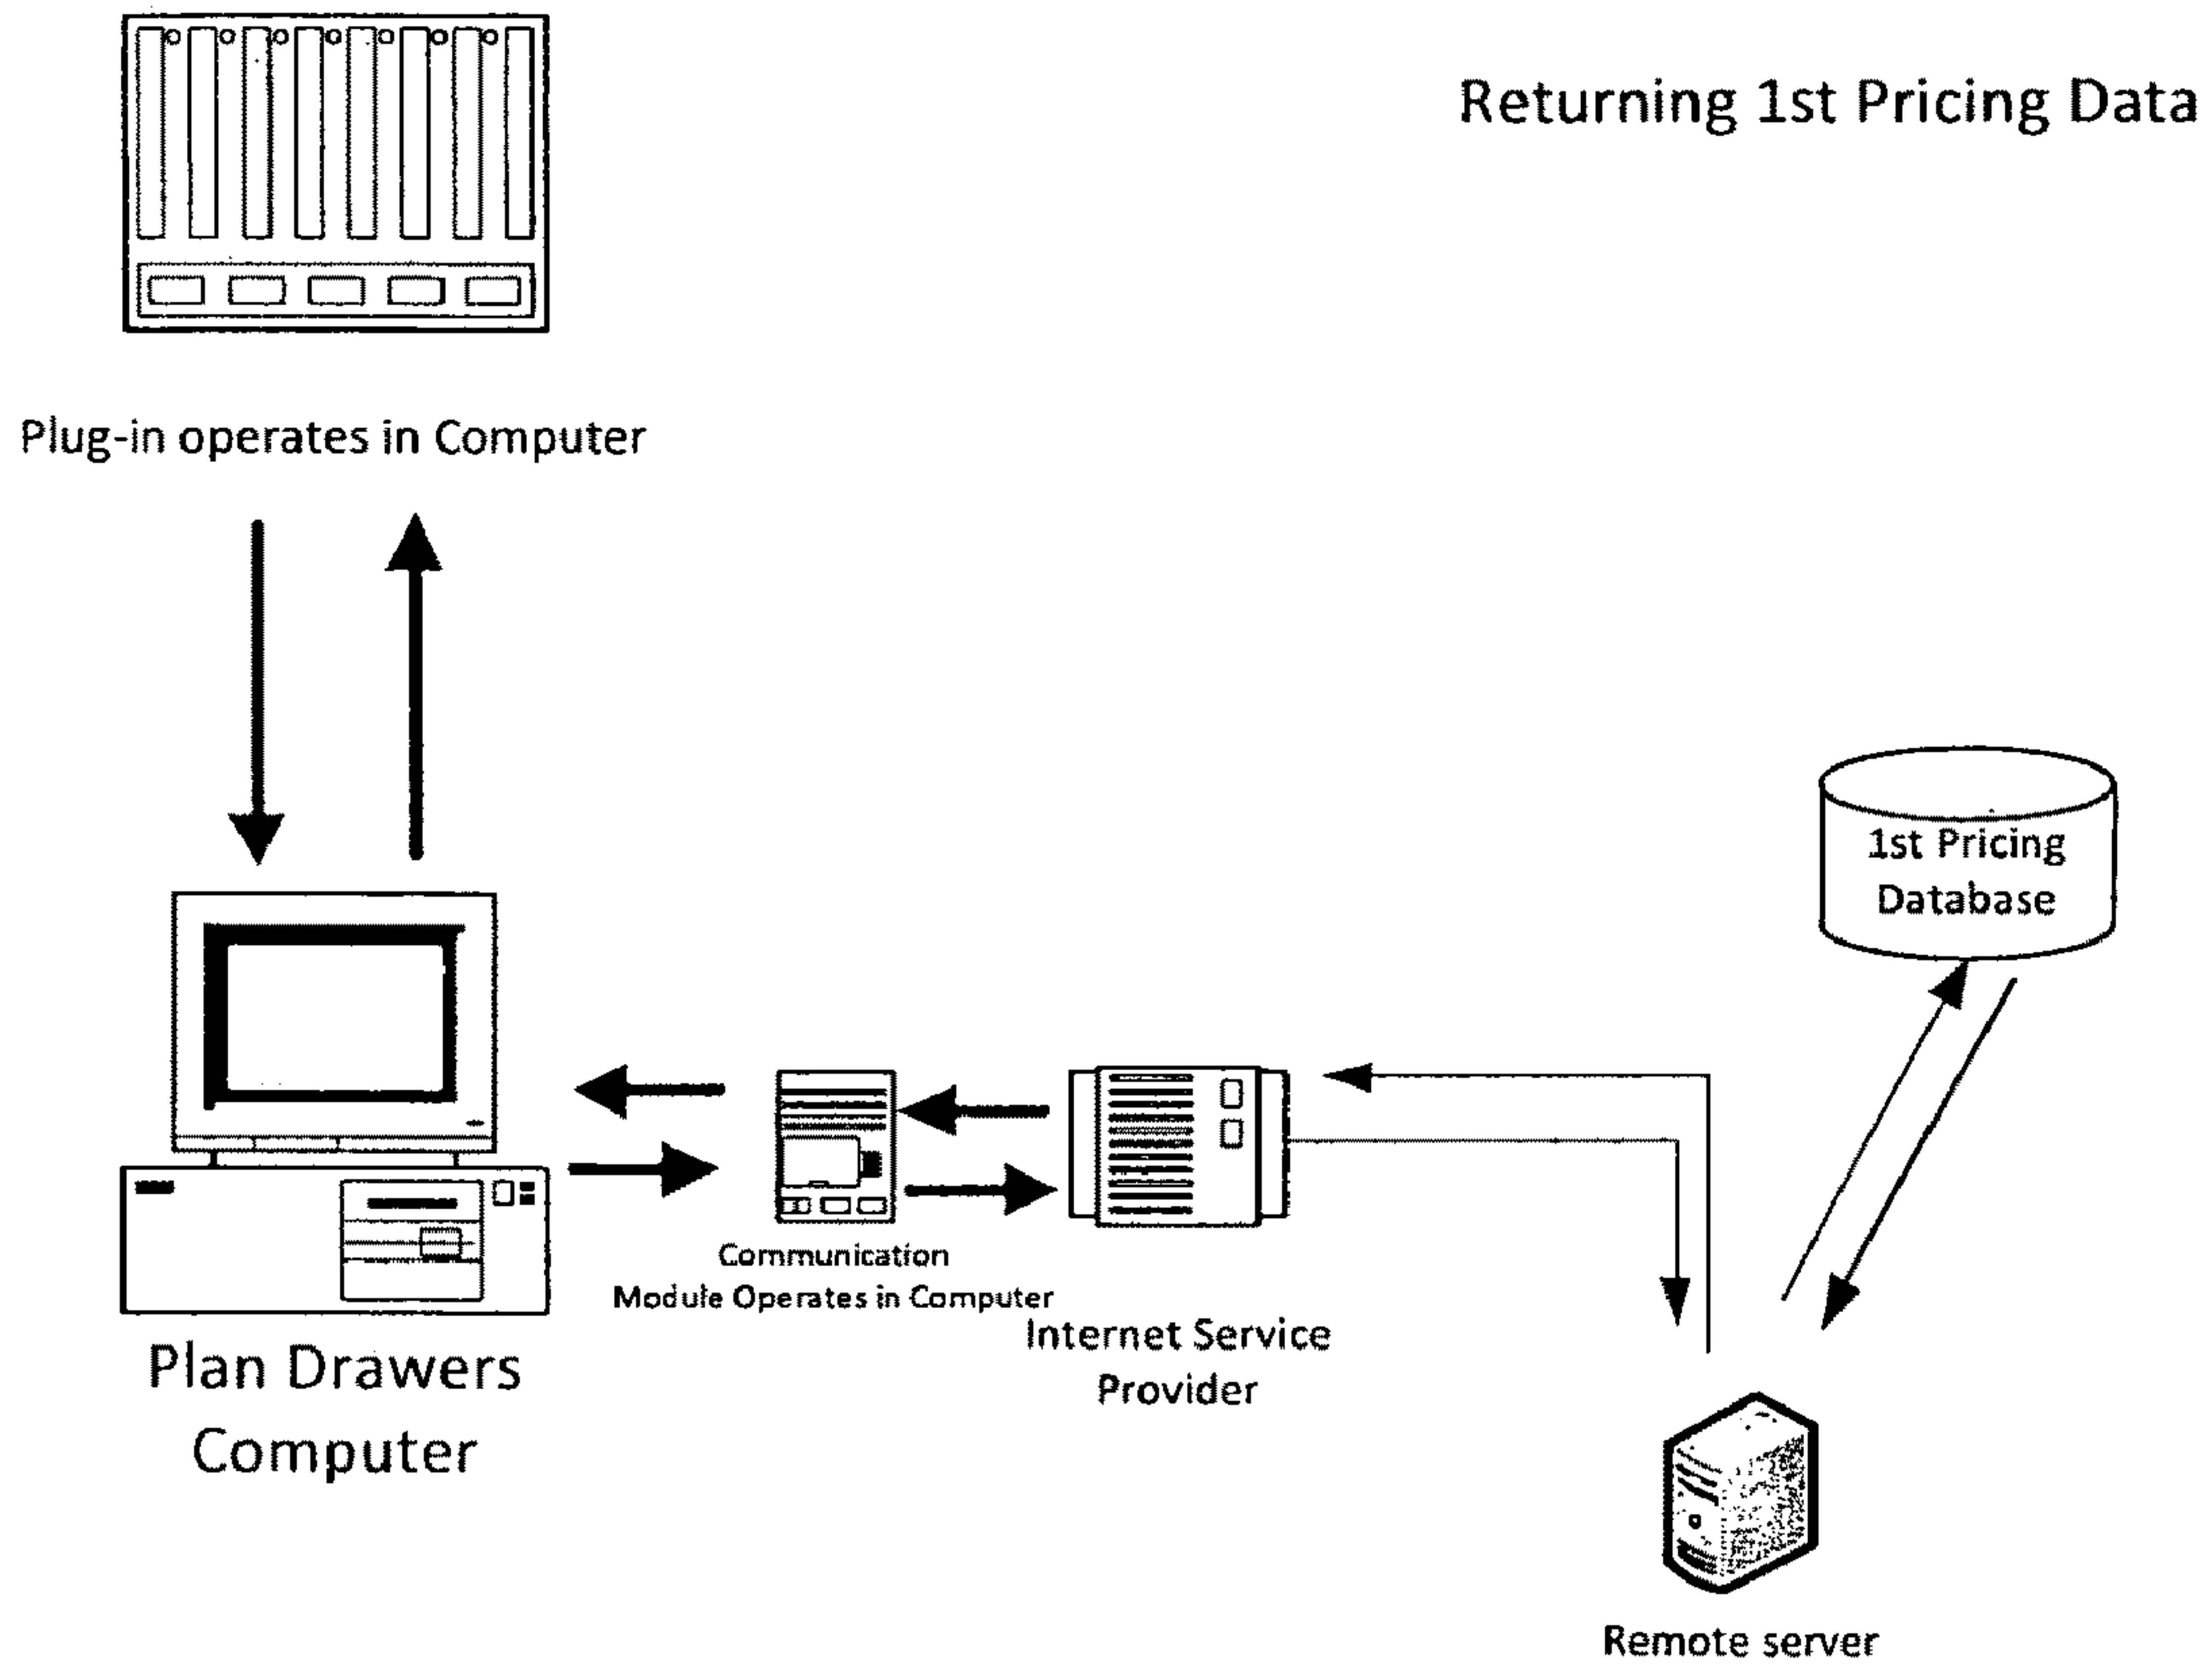 Returning 1st Pricing Data
Plug-in operates in Computer
1st Pricing
Database
Communication
Module Operates in Computer
Internet Service
Provider
Plan Drawers
Computer
Remote server